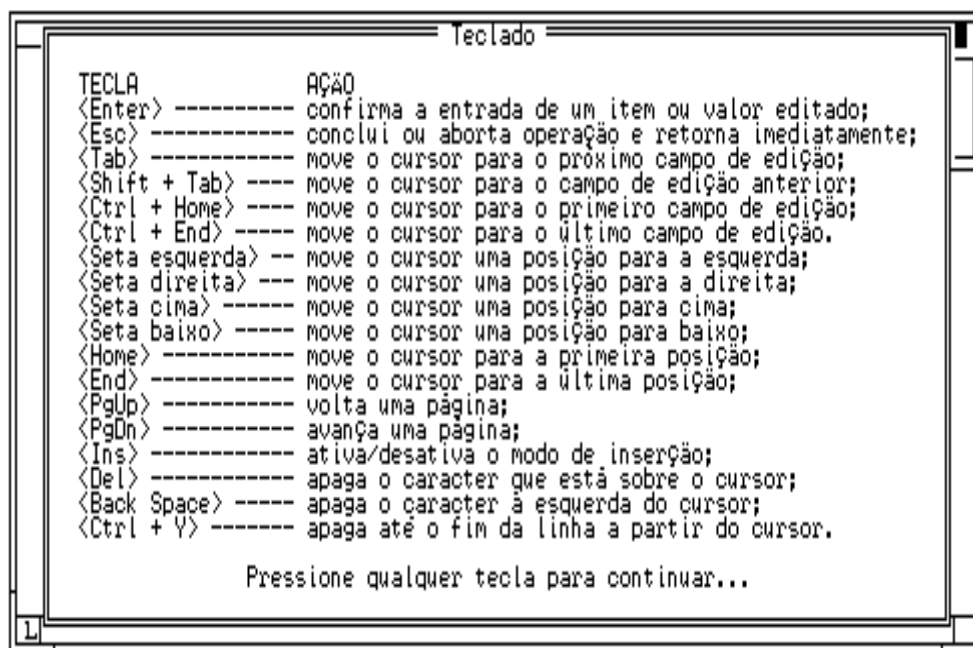 Teclado
TECLA AÇÃO
<Enter> ---------- confirma a entrada de um item ou valor editado;
<Esc> ------------ conclui ou aborta operação e retorna imediatamente;
<Tab> ------------ move o cursor para o próximo campo de edição;
<Shift + Tab> ---- move o cursor para o campo de edição anterior;
<Ctrl + Home> ---- move o cursor para o primeiro campo de edição;
<Ctrl + End> ----- move o cursor para o último campo de edição.
<Seta esquerda> -- move o cursor uma posição para a esquerda;
<Seta direita> --- move o cursor uma posição para a direita;
<Seta cima> ------ move o cursor uma posição para cima;
<Seta baixo> ----- move o cursor uma posição para baixo;
<Home> ----------- move o cursor para a primeira posição;
<End> ------------ move o cursor para a última posição;
<PgUp> ----------- volta uma página;
<PgDn> ----------- avança uma página;
<Ins> ------------ ativa/desativa o modo de inserção;
<Del> ------------ apaga o caracter que está sobre o cursor;
<Back Space> ----- apaga o caracter à esquerda do cursor;
<Ctrl + Y> ------- apaga até o fim da linha a partir do cursor.
Pressione qualquer tecla para continuar...
L